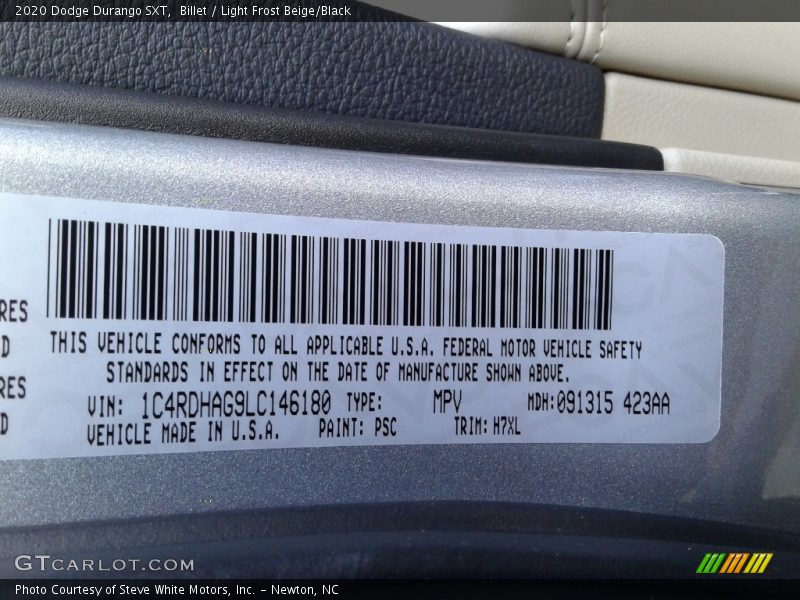 2020 Dodge Durango SXT, Billet / Light Frost Beige/Black
RES
D
RES
D
THIS VEHICLE CONFORMS TO ALL APPLICABLE U.S.A. FEDERAL MOTOR VEHICLE SAFETY
STANDARDS IN EFFECT ON THE DATE OF MANUFACTURE SHOWN ABOVE.
VIN: 1C4RDHAG9LC146180 TYPE: MPV MDH:091315 423AA
VEHICLE MADE IN U.S.A. PAINT: PSC TRIM: H7XL
GTCARLOT.COM
Photo Courtesy of Steve White Motors, Inc. – Newton, NC